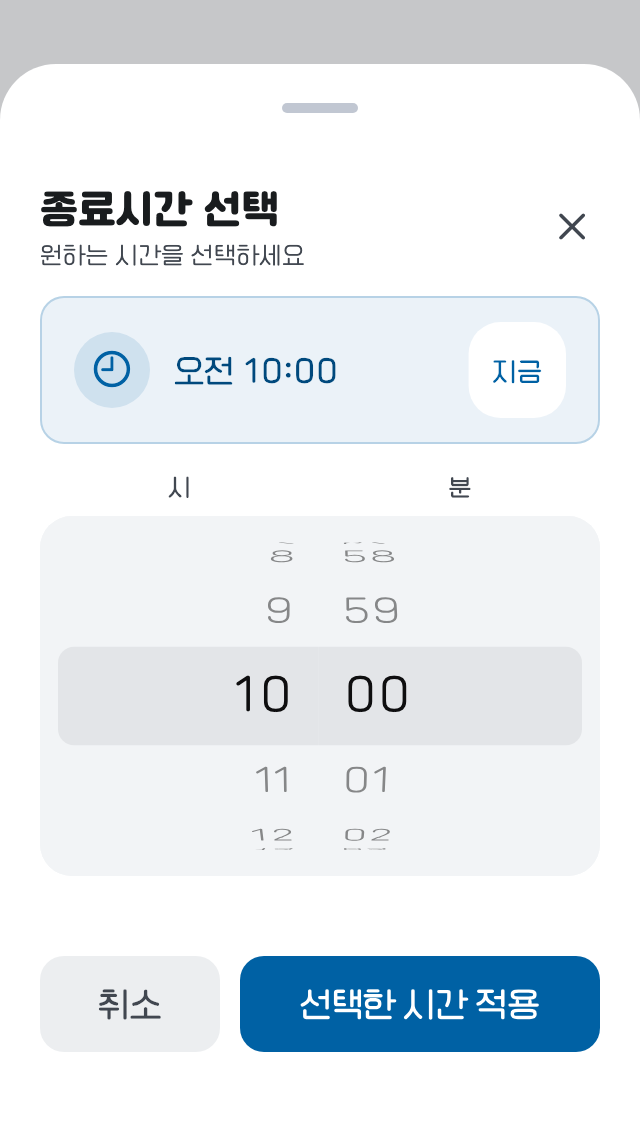 종료시간 선택
원하는 시간을 선택하세요
오전 10:00
지금
시 분
8 58
9 59
10 00
11 01
12 02
취소
선택한 시간 적용